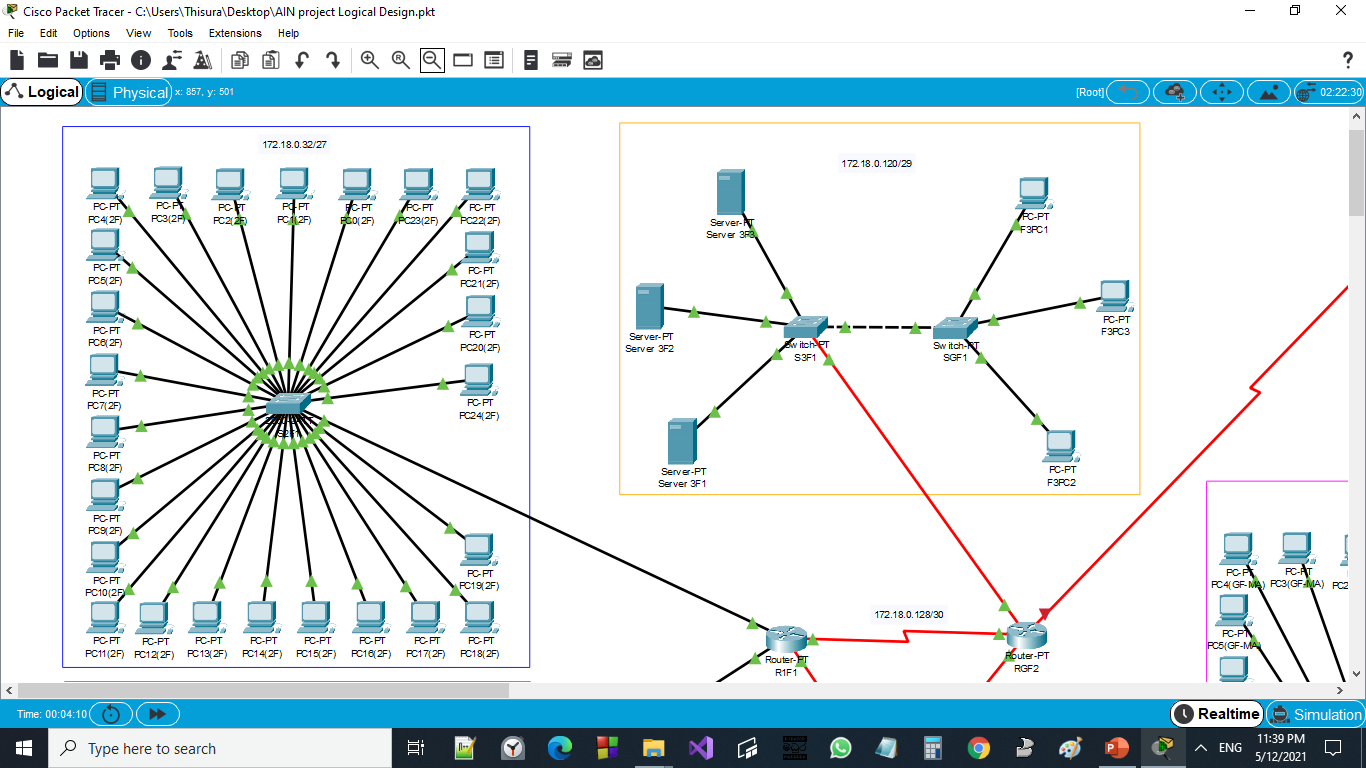 Cisco Packet Tracer - C:\Users\Thisura\Desktop\AIN project Logical Design.pkt
File Edit Options View Tools Extensions Help
Logical Physical x: 857, y: 501 [Root] 02:22:30
172.18.0.32/27
PC-PT
PC4(2F)
PC-PT
PC3(2F)
PC-PT
PC2(2F)
PC-PT
PC1(2F)
PC-PT
PC0(2F)
PC-PT
PC23(2F)
PC-PT
PC22(2F)
PC-PT
PC5(2F)
PC-PT
PC21(2F)
PC-PT
PC6(2F)
PC-PT
PC20(2F)
PC-PT
PC7(2F)
PC-PT
PC24(2F)
PC-PT
PC8(2F)
PC-PT
PC9(2F)
PC-PT
PC10(2F)
PC-PT
PC19(2F)
PC-PT
PC11(2F)
PC-PT
PC12(2F)
PC-PT
PC13(2F)
PC-PT
PC14(2F)
PC-PT
PC15(2F)
PC-PT
PC16(2F)
PC-PT
PC17(2F)
PC-PT
PC18(2F)
172.18.0.120/29
Server-PT
Server 3F3
PC-PT
F3PC1
Server-PT
Server 3F2
Switch-PT
S3F1
Switch-PT
SGF1
PC-PT
F3PC3
Server-PT
Server 3F1
PC-PT
F3PC2
172.18.0.128/30
Router-PT
R1F1
Router-PT
RGF2
PC-PT
PC4(GF-MA)
PC-PT
PC3(GF-MA)
PC-PT
PC5(GF-MA)
Time: 00:04:10 Realtime Simulation
Type here to search
ENG
11:39 PM
5/12/2021